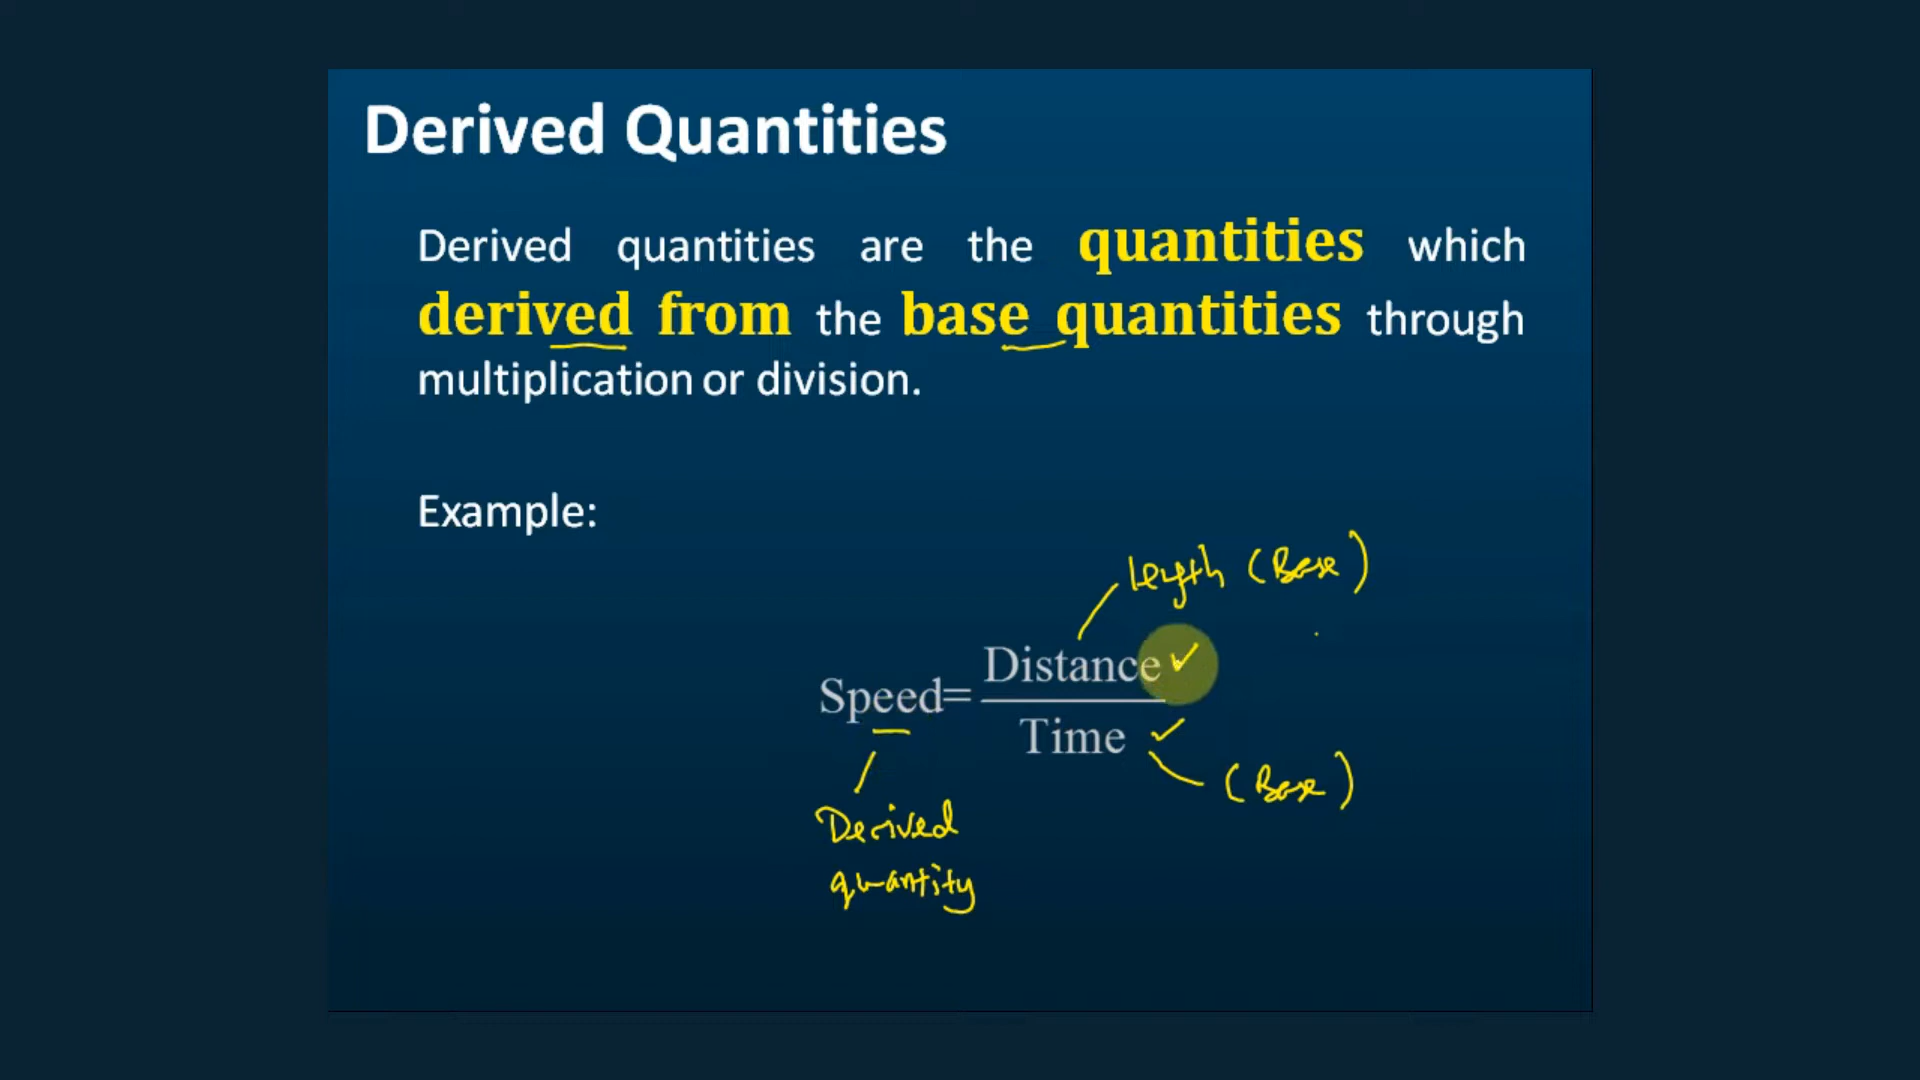 Derived Quantities
Derived quantities are the quantities which
derived from the base quantities through
multiplication or division.
Example:
Length (Base)
Distance
Speed=
Time
(Base)
Derived
quantity